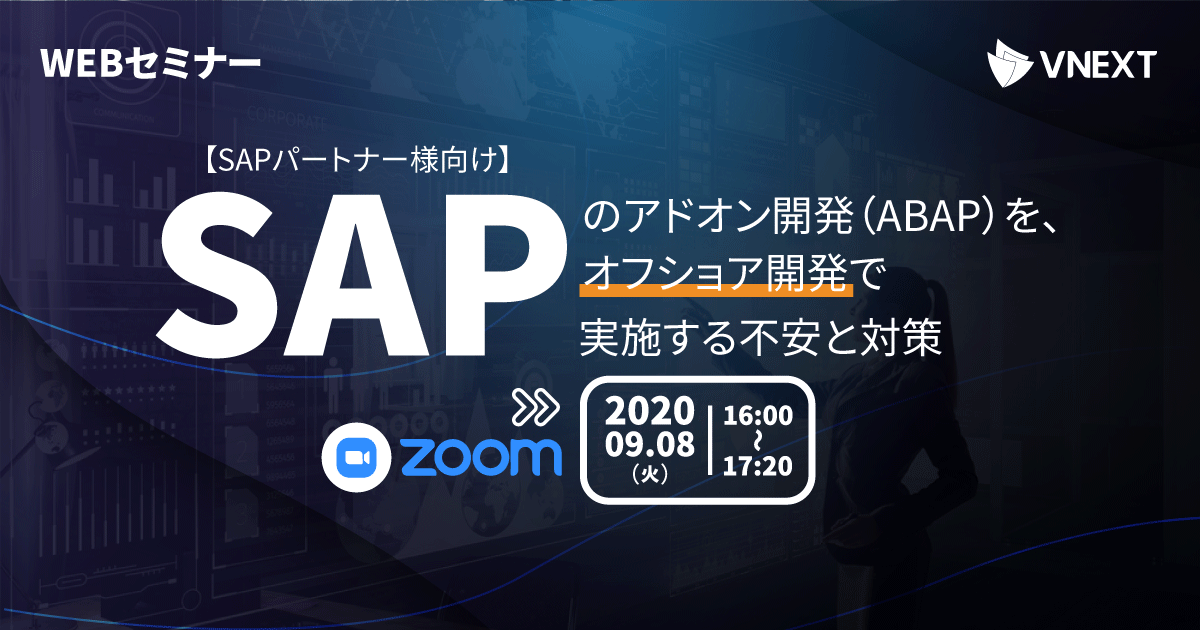 WEBセミナー
VNEXT
CORPORATE
【SAPパートナー様向け】
SAP
のアドオン開発（ABAP）を、
オフショア開発で
実施する不安と対策
zoom
2020
09.08
（火）
16:00
〜
17:20